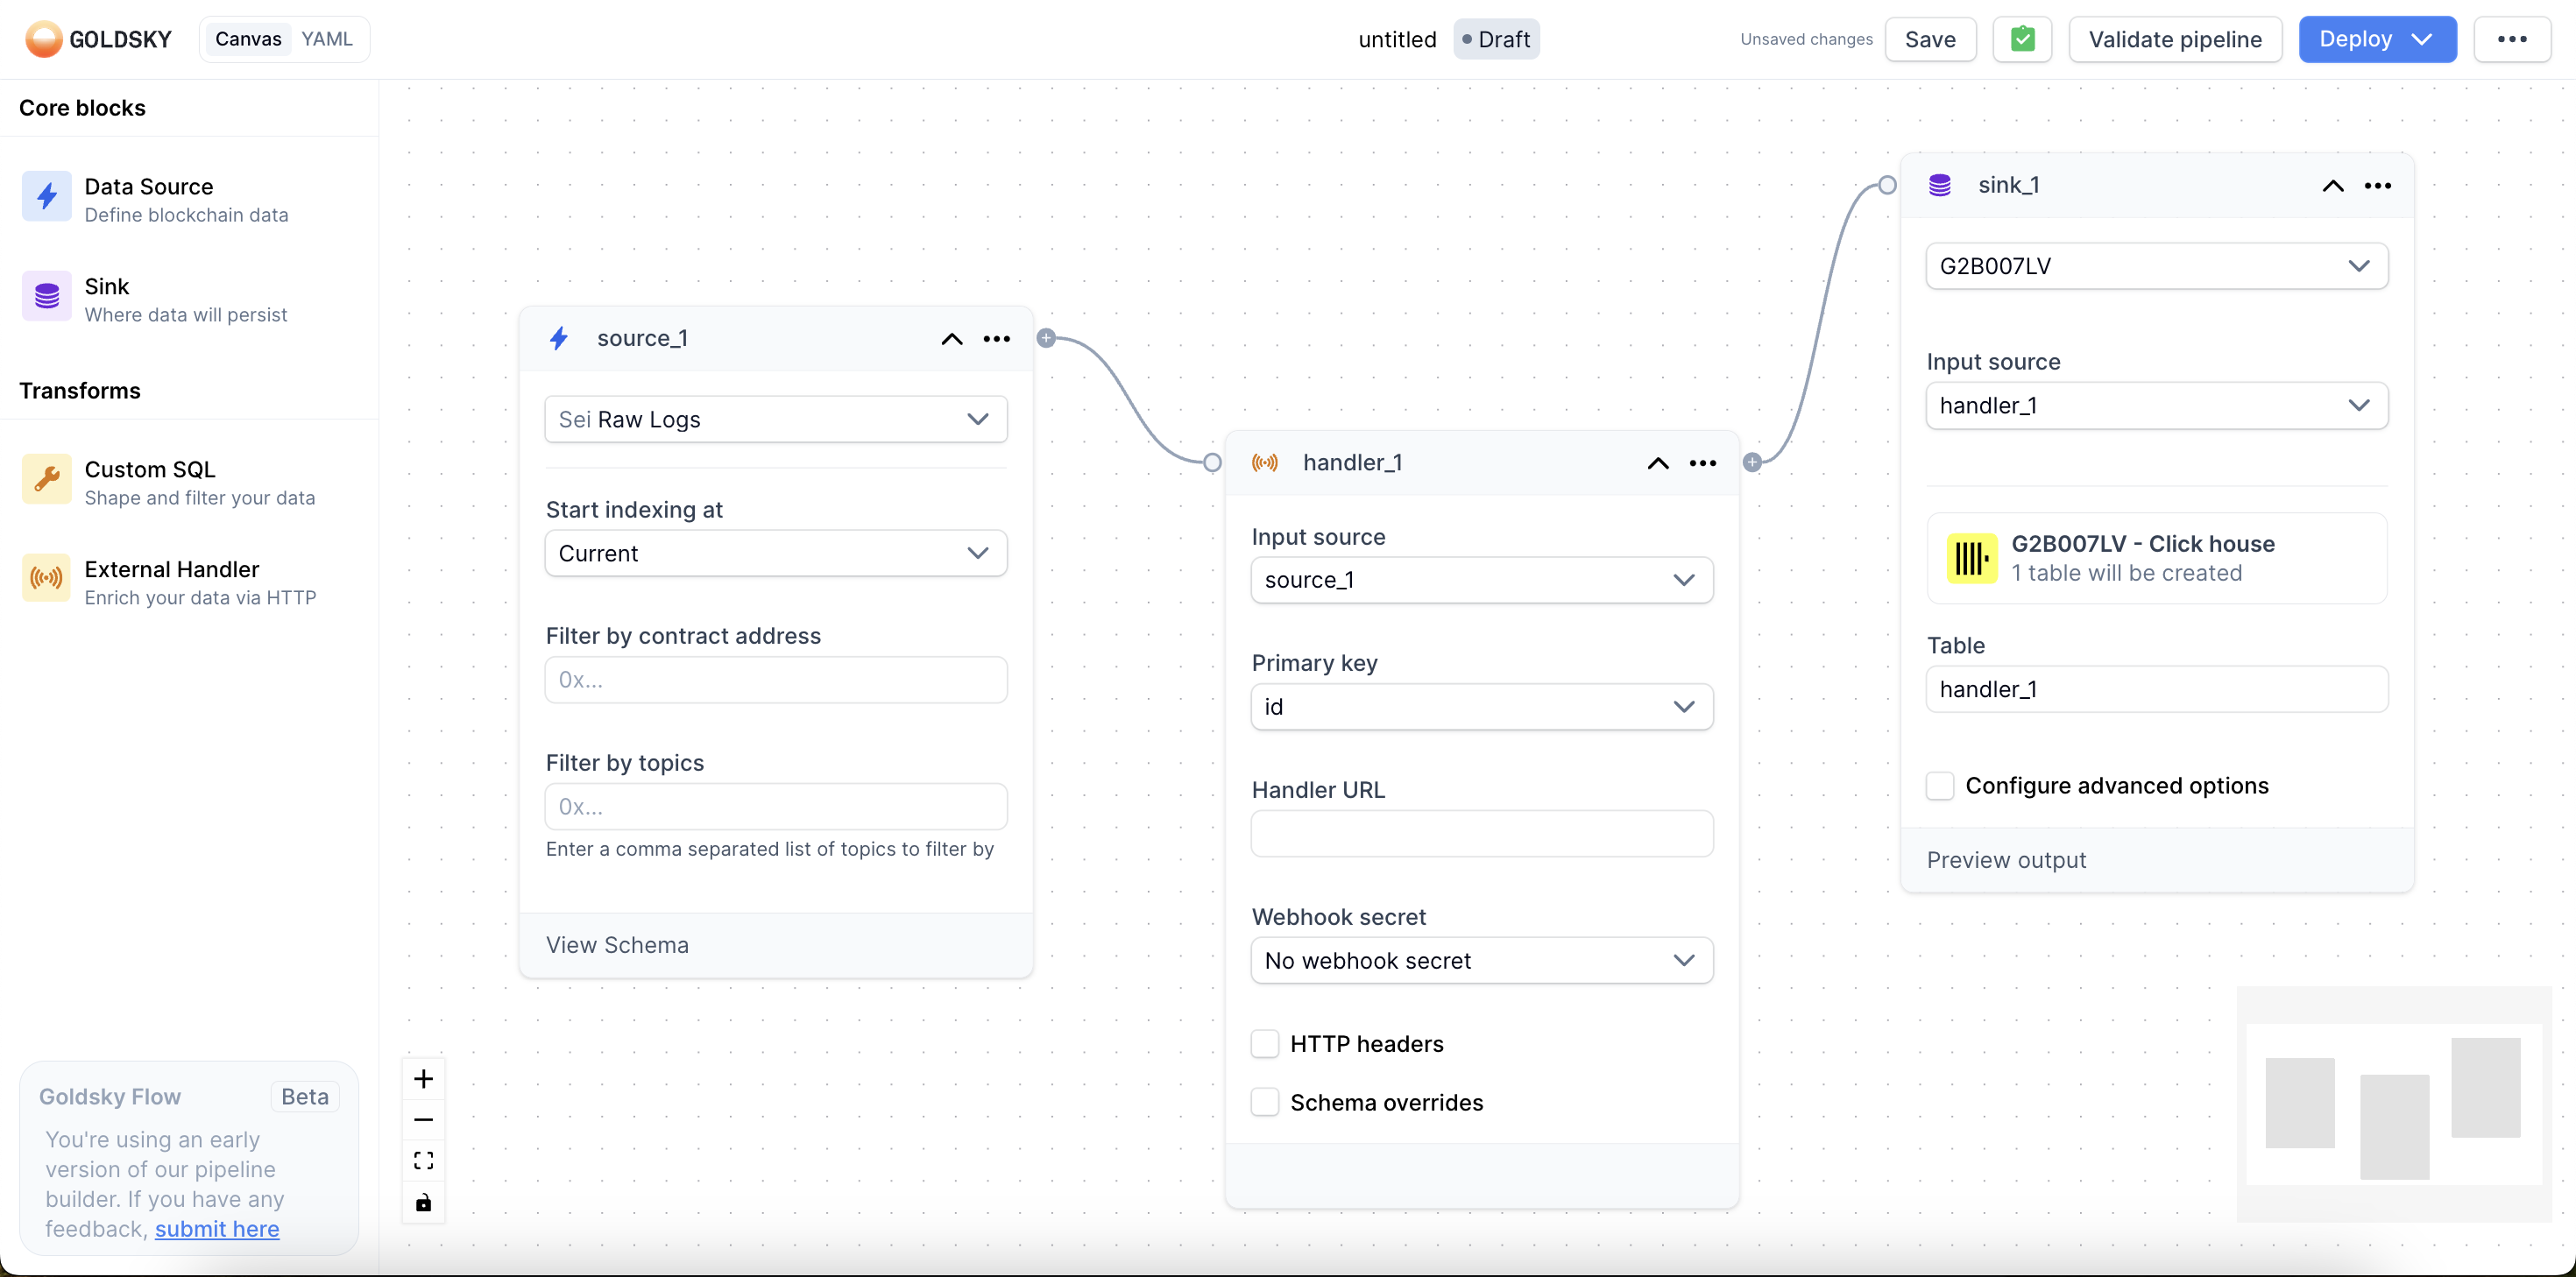 GOLDSKY
Canvas YAML
untitled
Draft
Unsaved changes
Save
Validate pipeline
Deploy
Core blocks
Data Source
Define blockchain data
Sink
Where data will persist
Transforms
Custom SQL
Shape and filter your data
External Handler
Enrich your data via HTTP
Goldsky Flow
Beta
You're using an early
version of our pipeline
builder. If you have any
feedback, submit here
source_1
Sei Raw Logs
Start indexing at
Current
Filter by contract address
0x...
Filter by topics
0x...
Enter a comma separated list of topics to filter by
View Schema
handler_1
Input source
source_1
Primary key
id
Handler URL
Webhook secret
No webhook secret
HTTP headers
Schema overrides
sink_1
G2B007LV
Input source
handler_1
G2B007LV - Click house
1 table will be created
Table
handler_1
Configure advanced options
Preview output